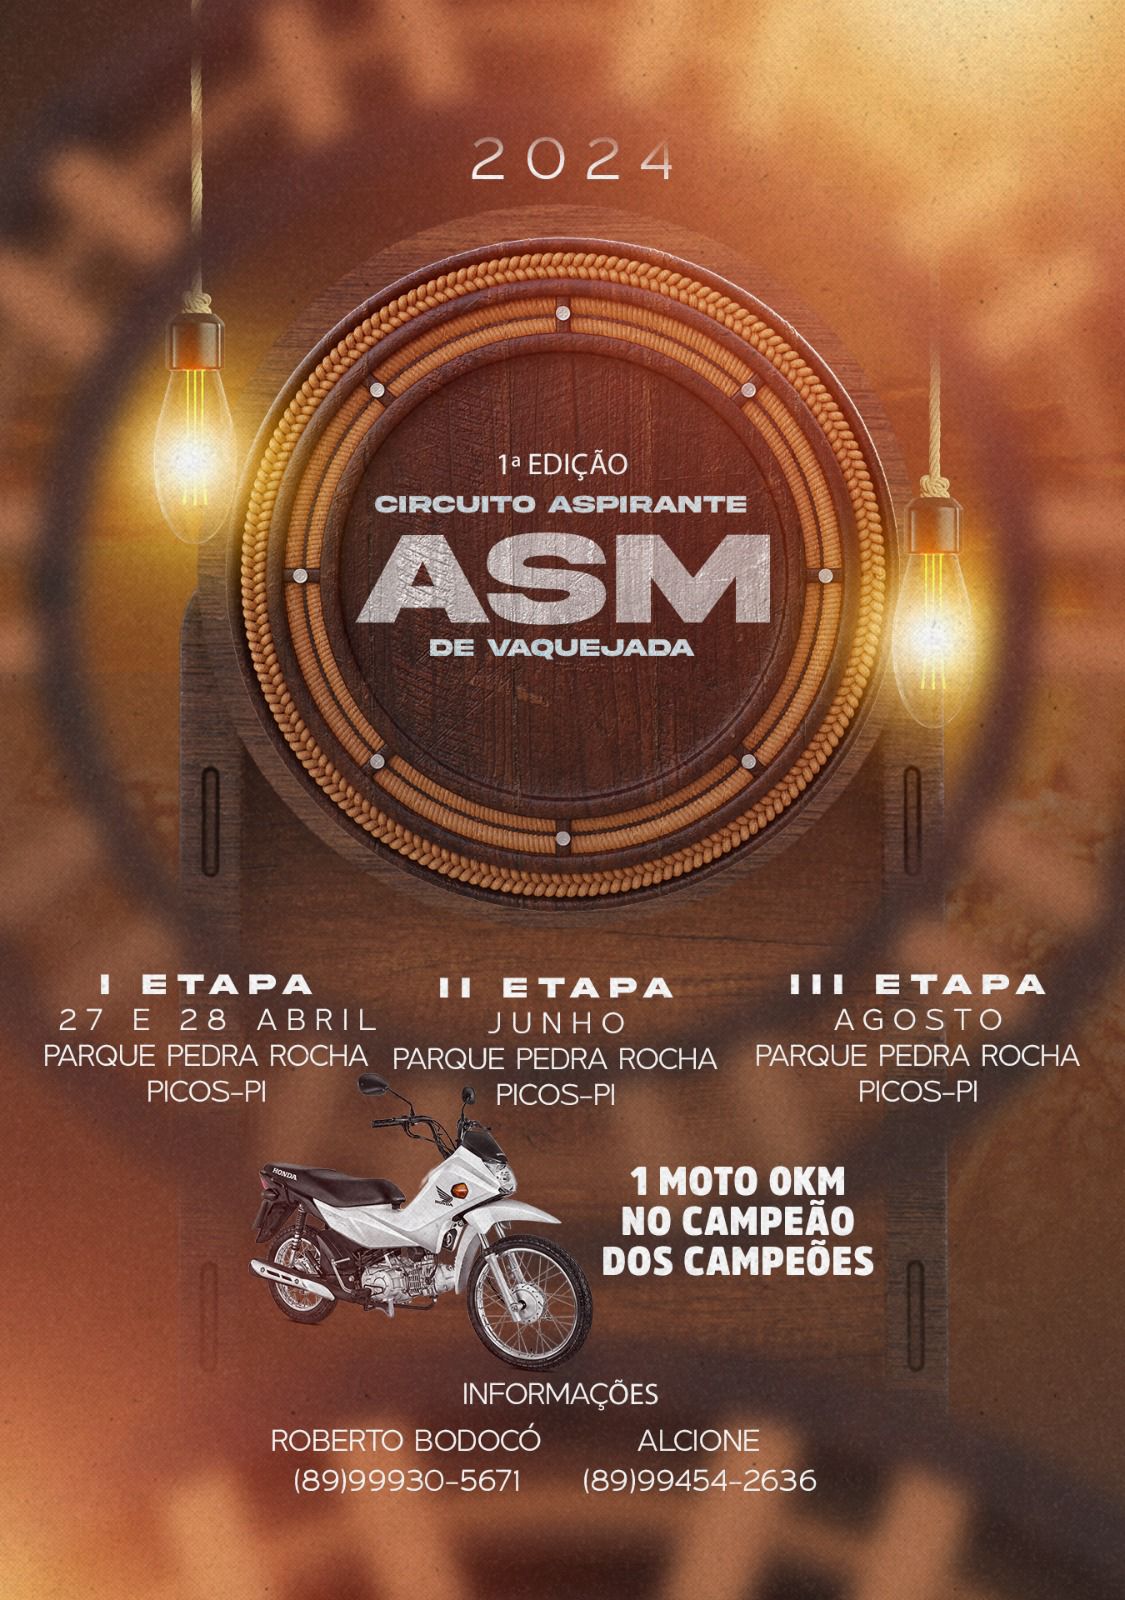 2024
1ª EDIÇÃO
CIRCUITO ASPIRANTE
ASM
DE VAQUEJADA
I ETAPA
27 E 28 ABRIL
PARQUE PEDRA ROCHA
PICOS-PI
II ETAPA
JUNHO
PARQUE PEDRA ROCHA
PICOS-PI
III ETAPA
AGOSTO
PARQUE PEDRA ROCHA
PICOS-PI
HONDA
HONDA
1 MOTO 0KM
NO CAMPEÃO
DOS CAMPEÕES
INFORMAÇÕES
ROBERTO BODOCÓ
(89)99930-5671
ALCIONE
(89)99454-2636